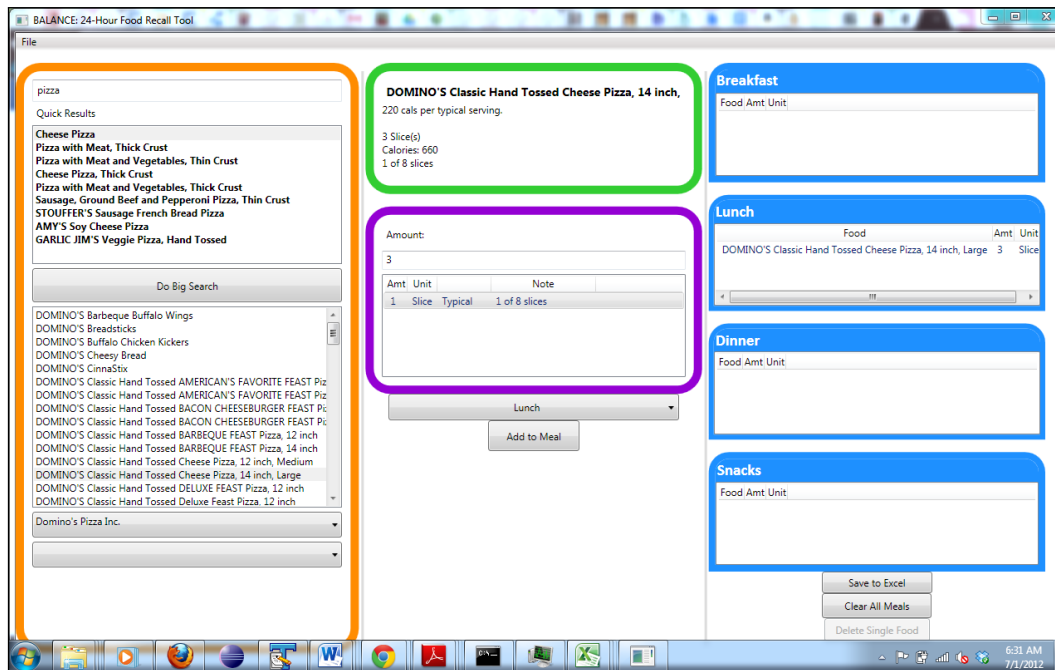 BALANCE: 24-Hour Food Recall Tool
File
pizza
Quick Results
Cheese Pizza
Pizza with Meat, Thick Crust
Pizza with Meat and Vegetables, Thin Crust
Cheese Pizza, Thick Crust
Pizza with Meat and Vegetables, Thick Crust
Sausage, Ground Beef and Pepperoni Pizza, Thin Crust
STOUFFER'S Sausage French Bread Pizza
AMY'S Soy Cheese Pizza
GARLIC JIM'S Veggie Pizza, Hand Tossed
Do Big Search
DOMINO'S Barbeque Buffalo Wings
DOMINO'S Breadsticks
DOMINO'S Buffalo Chicken Kickers
DOMINO'S Cheesy Bread
DOMINO'S CinnaStix
DOMINO'S Classic Hand Tossed AMERICAN'S FAVORITE FEAST Piz
DOMINO'S Classic Hand Tossed AMERICAN'S FAVORITE FEAST Piz
DOMINO'S Classic Hand Tossed BACON CHEESEBURGER FEAST Pi
DOMINO'S Classic Hand Tossed BACON CHEESEBURGER FEAST Pi
DOMINO'S Classic Hand Tossed BARBEQUE FEAST Pizza, 12 inch
DOMINO'S Classic Hand Tossed BARBEQUE FEAST Pizza, 14 inch
DOMINO'S Classic Hand Tossed Cheese Pizza, 12 inch, Medium
DOMINO'S Classic Hand Tossed Cheese Pizza, 14 inch, Large
DOMINO'S Classic Hand Tossed DELUXE FEAST Pizza, 12 inch
DOMINO'S Classic Hand Tossed Deluxe Feast Pizza, 12 inch
Domino's Pizza Inc.
DOMINO'S Classic Hand Tossed Cheese Pizza, 14 inch,
220 cals per typical serving.
3 Slice(s)
Calories: 660
1 of 8 slices
Amount:
3
Amt Unit Note
1 Slice Typical 1 of 8 slices
Lunch
Add to Meal
Breakfast
Food Amt Unit
Lunch
Food Amt Unit
DOMINO'S Classic Hand Tossed Cheese Pizza, 14 inch, Large 3 Slice
Dinner
Food Amt Unit
Snacks
Food Amt Unit
Save to Excel
Clear All Meals
Delete Single Food
6:31 AM
7/1/2012